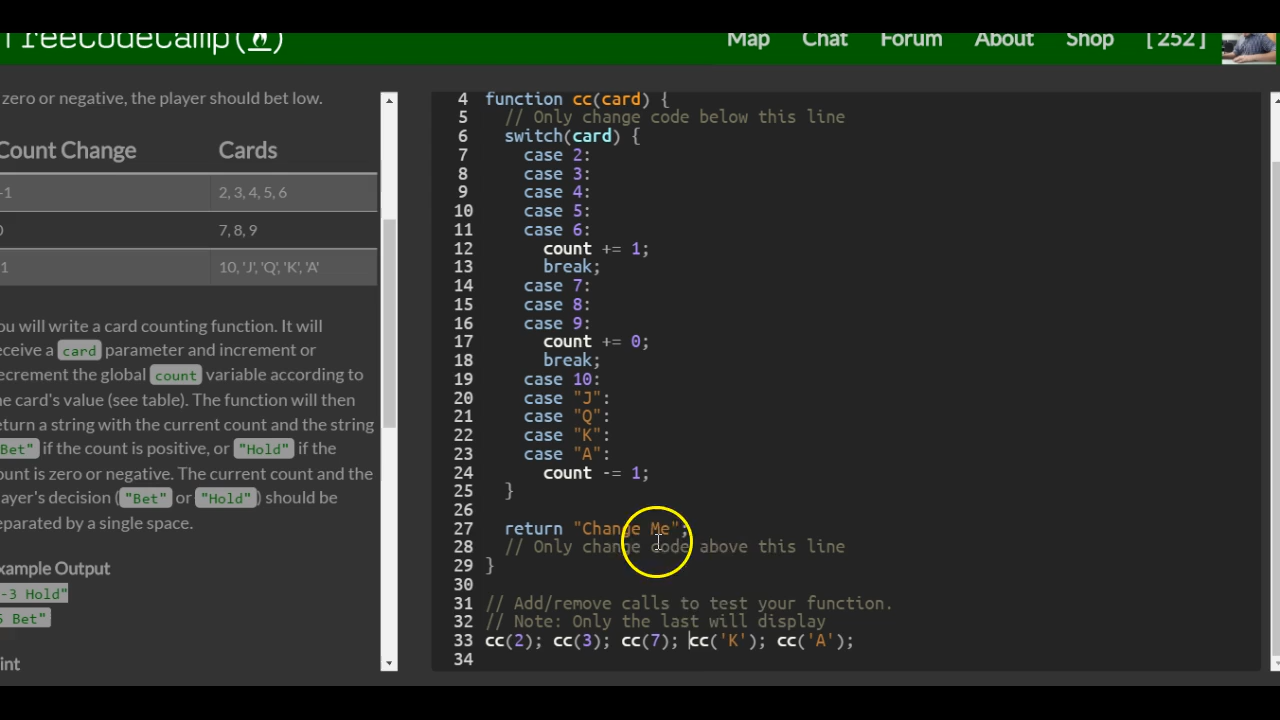 freeCodeCamp
Map Chat Forum About Shop [ 252 ]
zero or negative, the player should bet low.
Count Change Cards
2, 3, 4, 5, 6
7, 8, 9
1 10, 'J', 'Q', 'K', 'A'
ou will write a card counting function. It will
eceive a card parameter and increment or
ecrement the global count variable according to
he card's value (see table). The function will then
eturn a string with the current count and the string
Bet" if the count is positive, or "Hold" if the
ount is zero or negative. The current count and the
layer's decision ("Bet" or "Hold") should be
eparated by a single space.
xample Output
-3 Hold"
5 Bet"
int
4 function cc(card) {
5 // Only change code below this line
6 switch(card) {
7 case 2:
8 case 3:
9 case 4:
10 case 5:
11 case 6:
12 count += 1;
13 break;
14 case 7:
15 case 8:
16 case 9:
17 count += 0;
18 break;
19 case 10:
20 case "J":
21 case "Q":
22 case "K":
23 case "A":
24 count -= 1;
25 }
26
27 return "Change Me";
28 // Only change code above this line
29 }
30
31 // Add/remove calls to test your function.
32 // Note: Only the last will display
33 cc(2); cc(3); cc(7); cc('K'); cc('A');
34